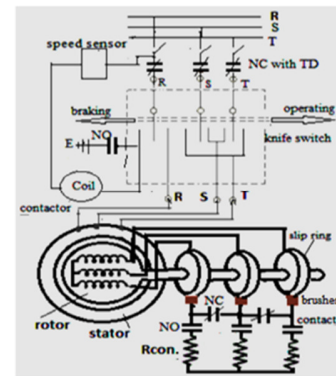 R
S
T
speed sensor
NC with TD
R S T
braking
operating
NO
knife switch
E
Coil
R S T
contactor
slip ring
rotor
stator
NC
brushes
NO
contact
Rcon.